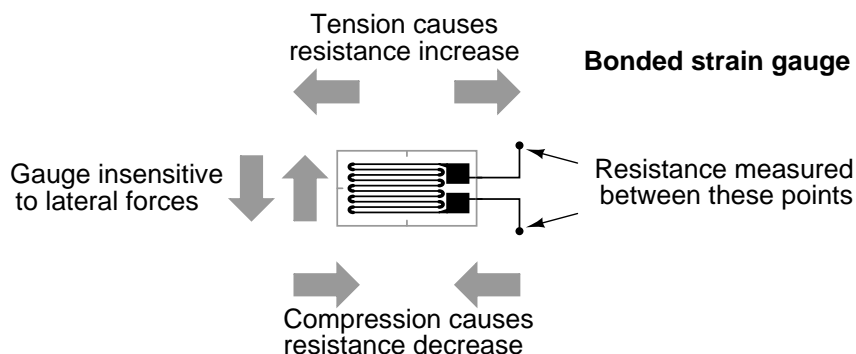 Tension causes
resistance increase
Bonded strain gauge
Gauge insensitive
to lateral forces
Resistance measured
between these points
Compression causes
resistance decrease